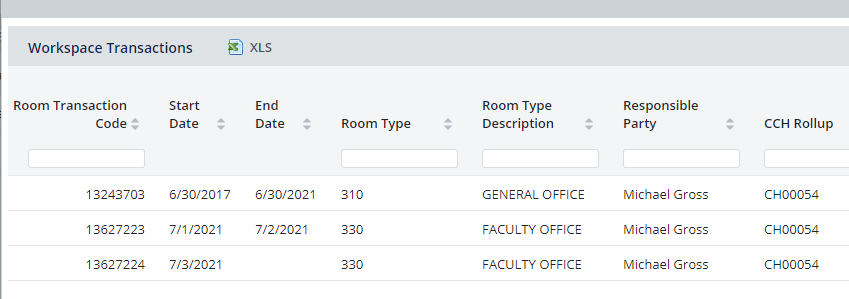 Workspace Transactions XLS
Room Transaction Code Start Date End Date Room Type Room Type Description Responsible Party CCH Rollup
13243703 6/30/2017 6/30/2021 310 GENERAL OFFICE Michael Gross CH00054
13627223 7/1/2021 7/2/2021 330 FACULTY OFFICE Michael Gross CH00054
13627224 7/3/2021 330 FACULTY OFFICE Michael Gross CH00054